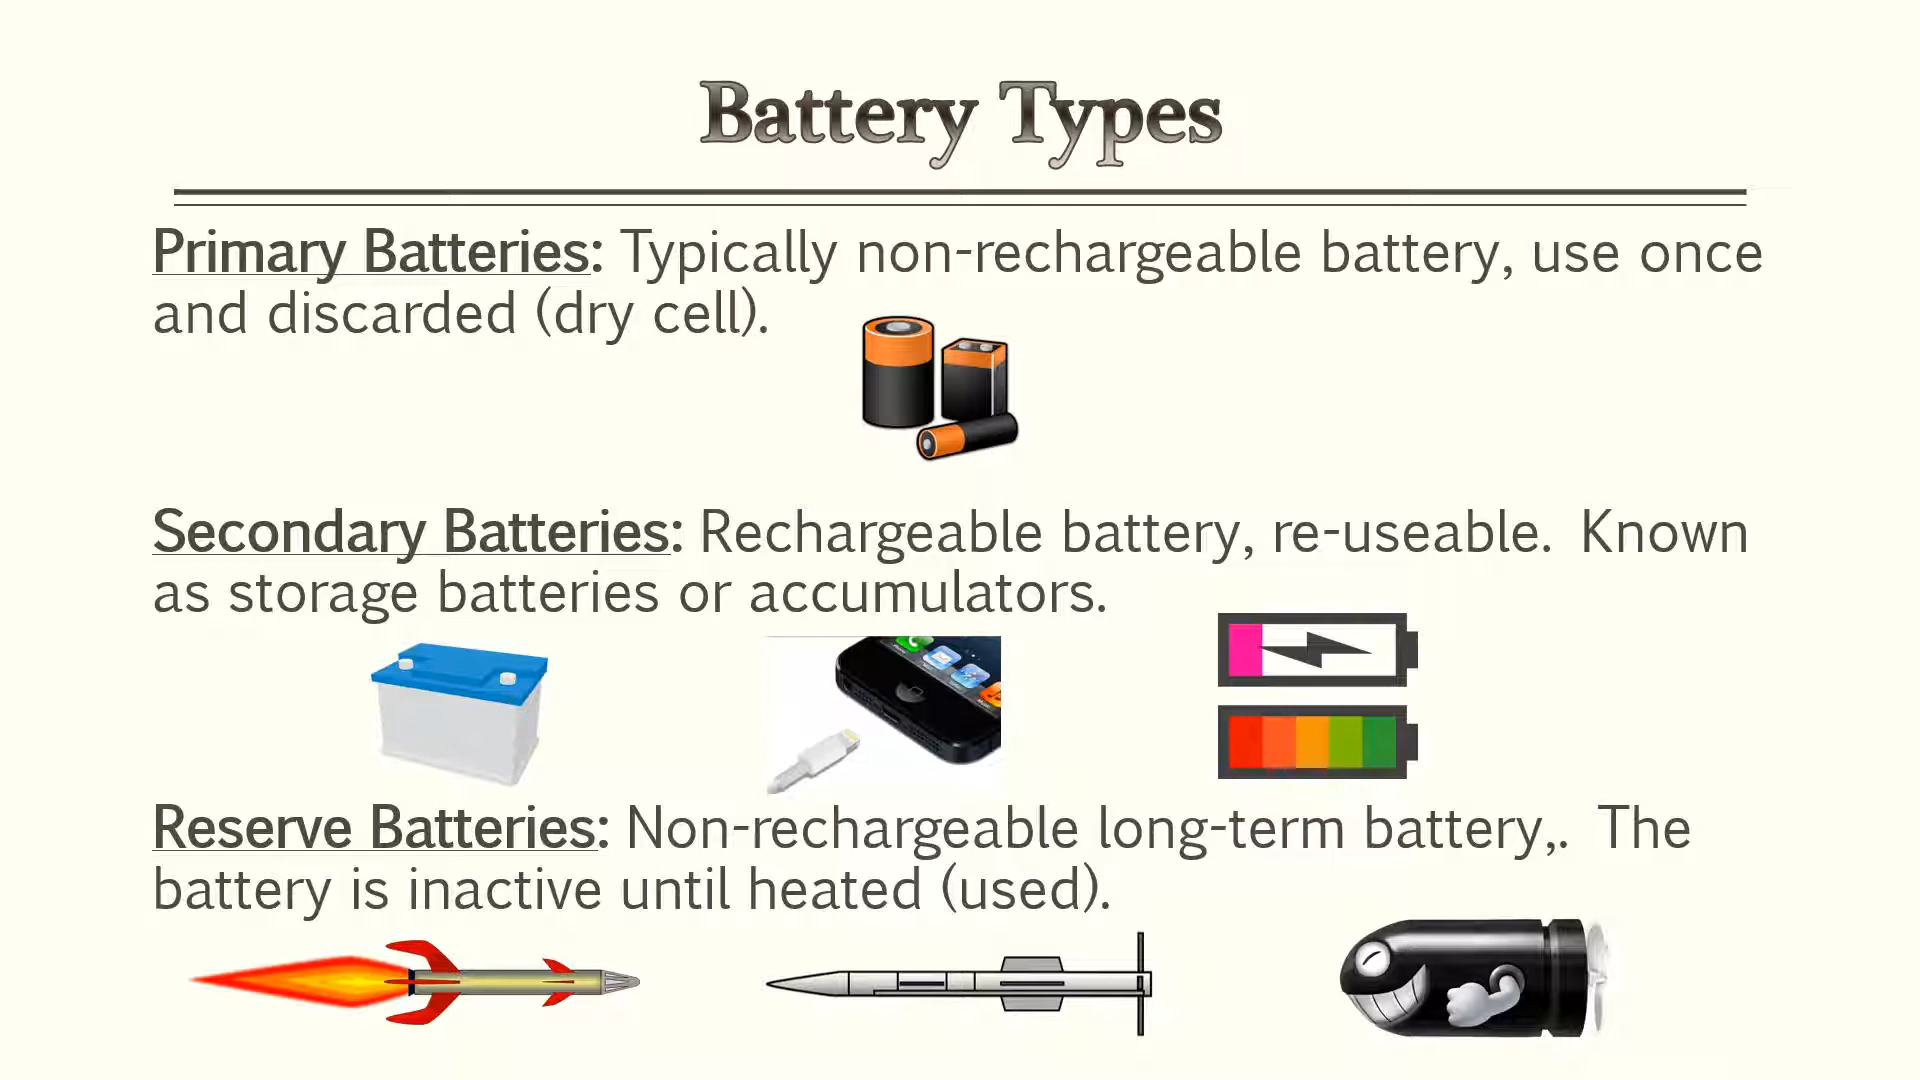 Battery Types
Primary Batteries: Typically non-rechargeable battery, use once
and discarded (dry cell).
Secondary Batteries: Rechargeable battery, re-useable.  Known
as storage batteries or accumulators.
Reserve Batteries: Non-rechargeable long-term battery,.  The
battery is inactive until heated (used).